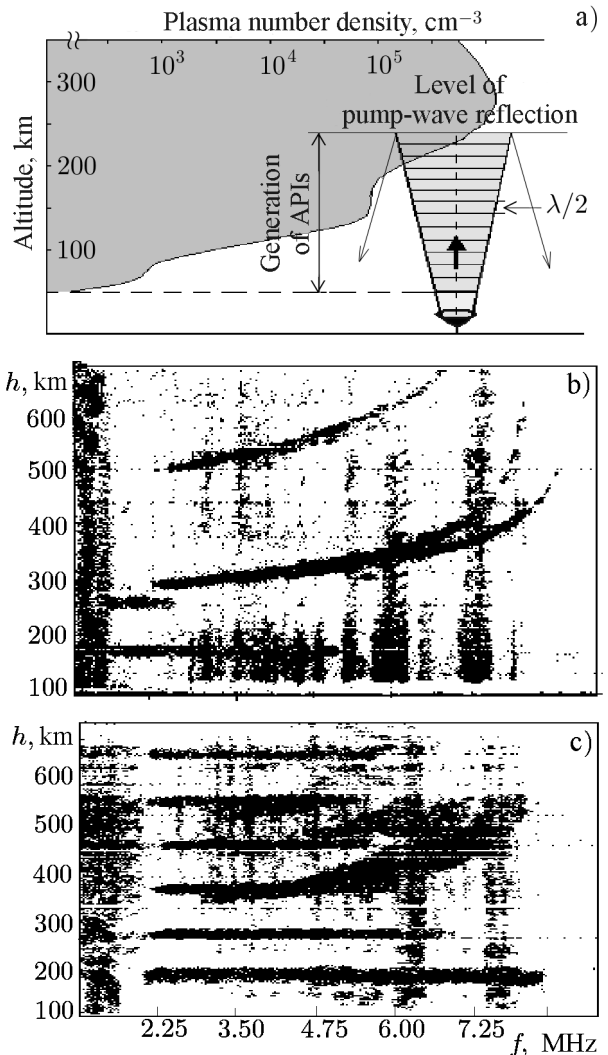 Plasma number density, cm⁻³
a)
10³ 10⁴ 10⁵
300
200
100
Altitude, km
Level of
pump-wave reflection
Generation
of APIs
λ/2
b)
h, km
600
500
400
300
200
100
c)
h, km
600
500
400
300
200
100
2.25 3.50 4.75 6.00 7.25
f, MHz